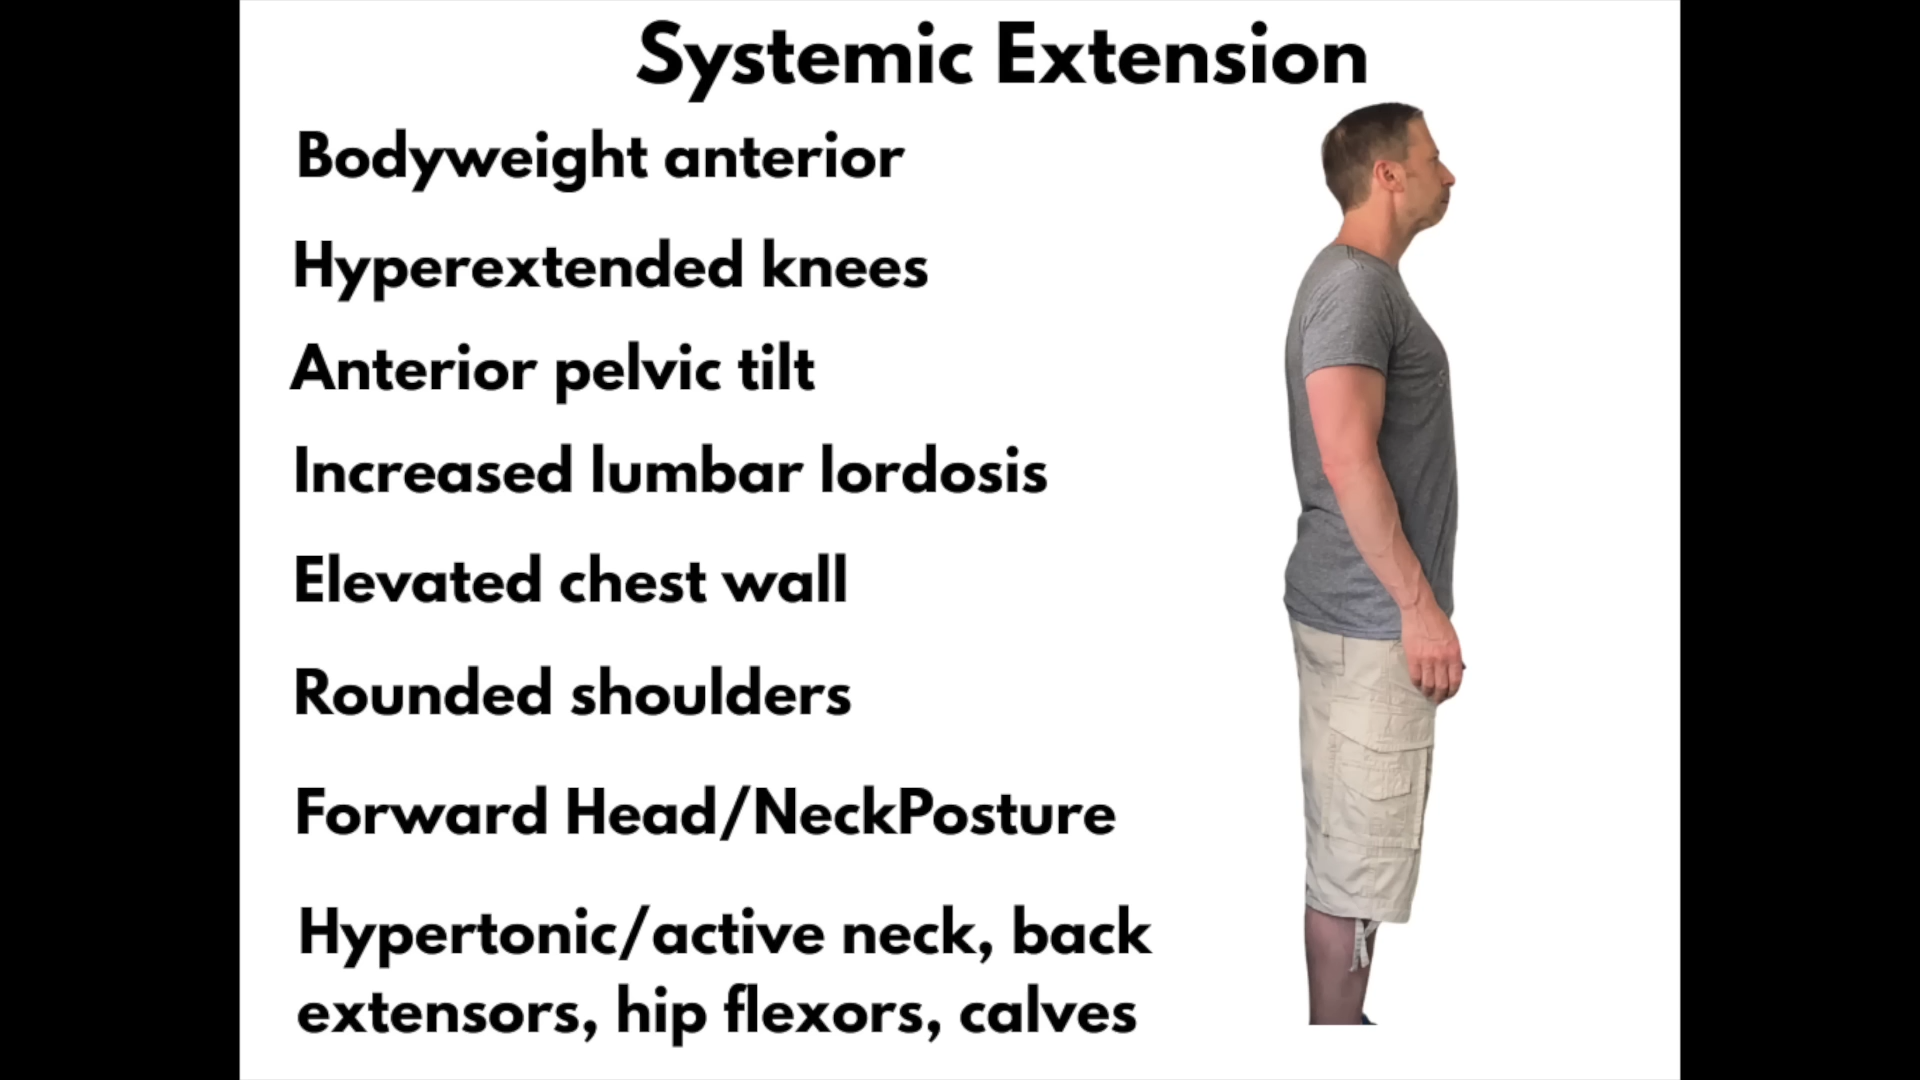 Systemic Extension
Bodyweight anterior
Hyperextended knees
Anterior pelvic tilt
Increased lumbar lordosis
Elevated chest wall
Rounded shoulders
Forward Head/NeckPosture
Hypertonic/active neck, back
extensors, hip flexors, calves